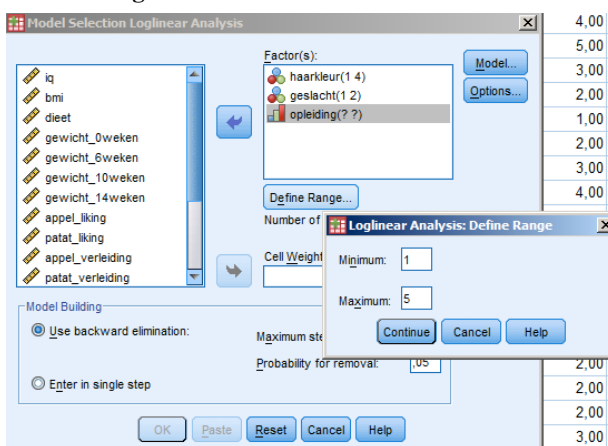 Model Selection Loglinear Analysis
iq
bmi
dieet
gewicht_0weken
gewicht_6weken
gewicht_10weken
gewicht_14weken
appel_liking
patat_liking
appel_verleiding
patat_verleiding
Factor(s):
haarkleur(1 4)
geslacht(1 2)
opleiding(? ?)
Define Range...
Number of
Cell Weight
Model...
Options...
Model Building
Use backward elimination:
Maximum ste
Probability for removal: ,05
Enter in single step
OK Paste Reset Cancel Help
Loglinear Analysis: Define Range
Minimum: 1
Maximum: 5
Continue Cancel Help
4,00
5,00
3,00
2,00
1,00
2,00
3,00
4,00
2,00
2,00
2,00
3,00